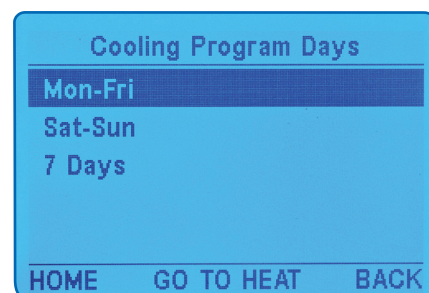 Cooling Program Days
Mon-Fri
Sat-Sun
7 Days
HOME GO TO HEAT BACK